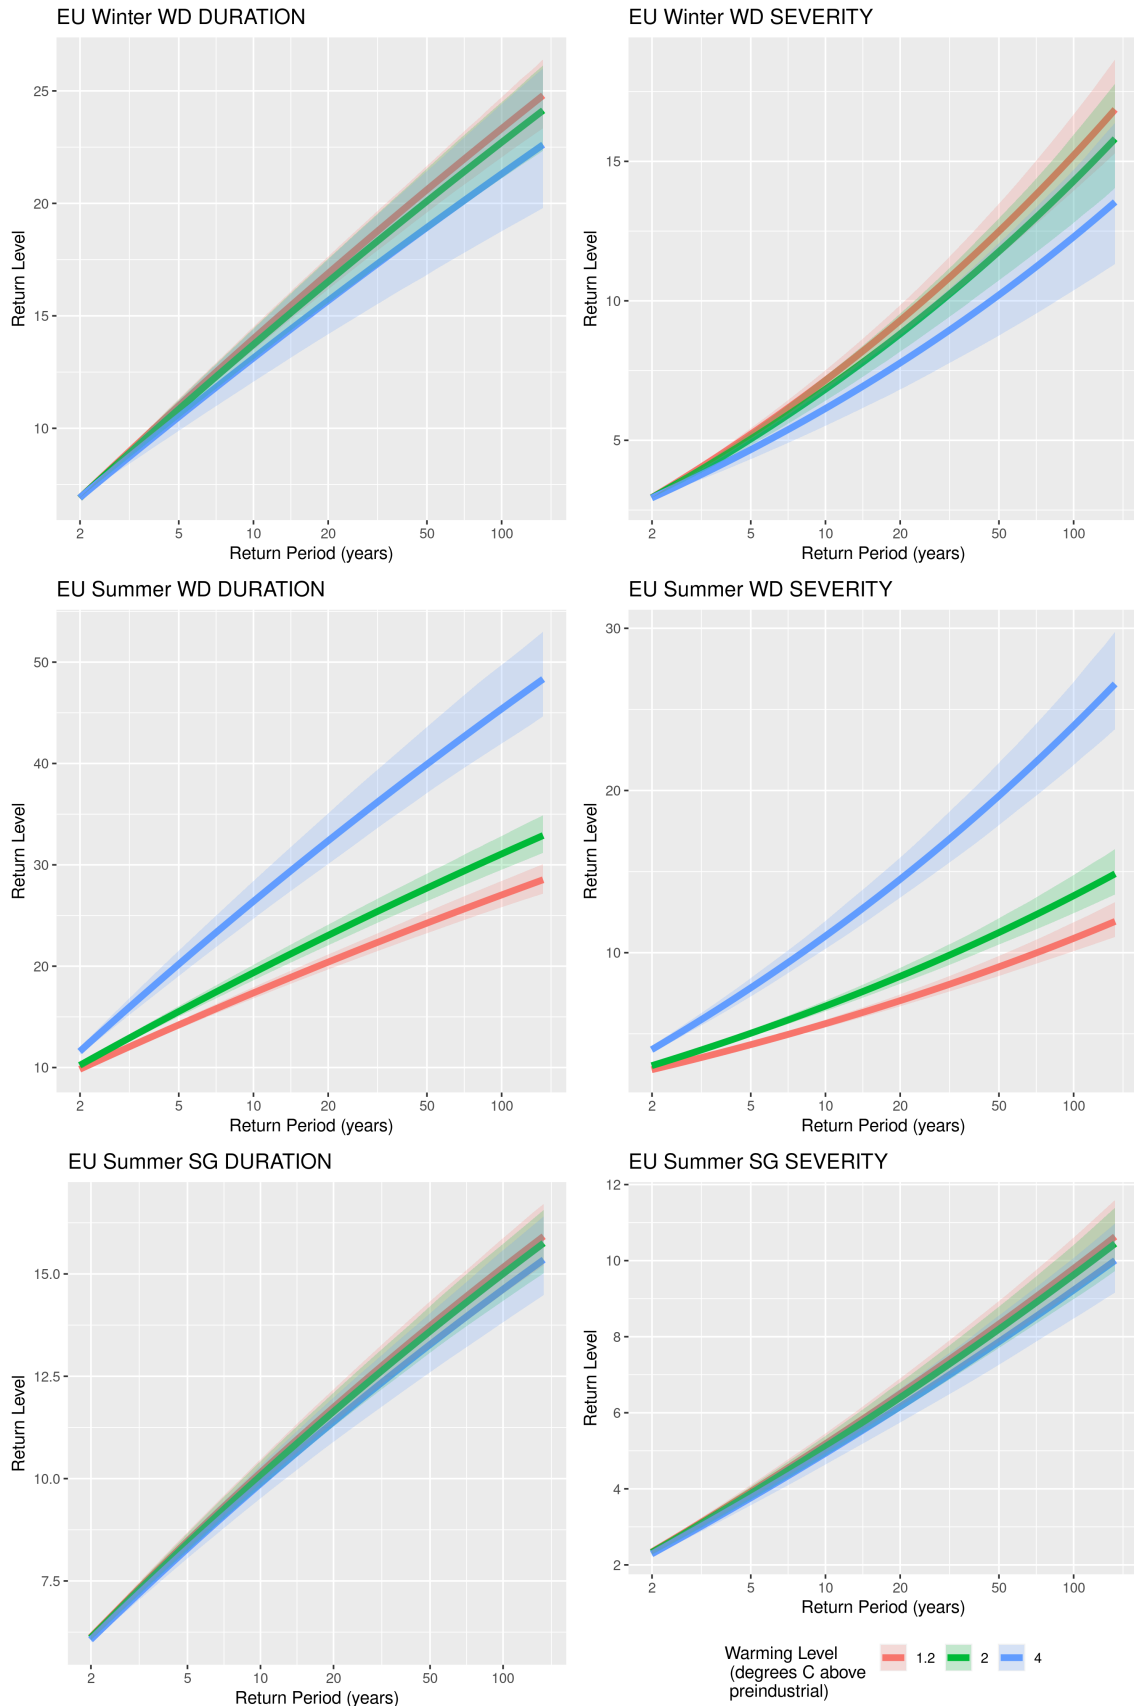 EU Winter WD DURATION
Return Level
25
20
15
10
2 5 10 20 50 100
Return Period (years)
EU Winter WD SEVERITY
Return Level
15
10
5
2 5 10 20 50 100
Return Period (years)
EU Summer WD DURATION
Return Level
50
40
30
20
10
2 5 10 20 50 100
Return Period (years)
EU Summer WD SEVERITY
Return Level
30
20
10
2 5 10 20 50 100
Return Period (years)
EU Summer SG DURATION
Return Level
15.0
12.5
10.0
7.5
2 5 10 20 50 100
Return Period (years)
EU Summer SG SEVERITY
Return Level
12
10
8
6
4
2
2 5 10 20 50 100
Return Period (years)
Warming Level
(degrees C above
preindustrial)
1.2 2 4